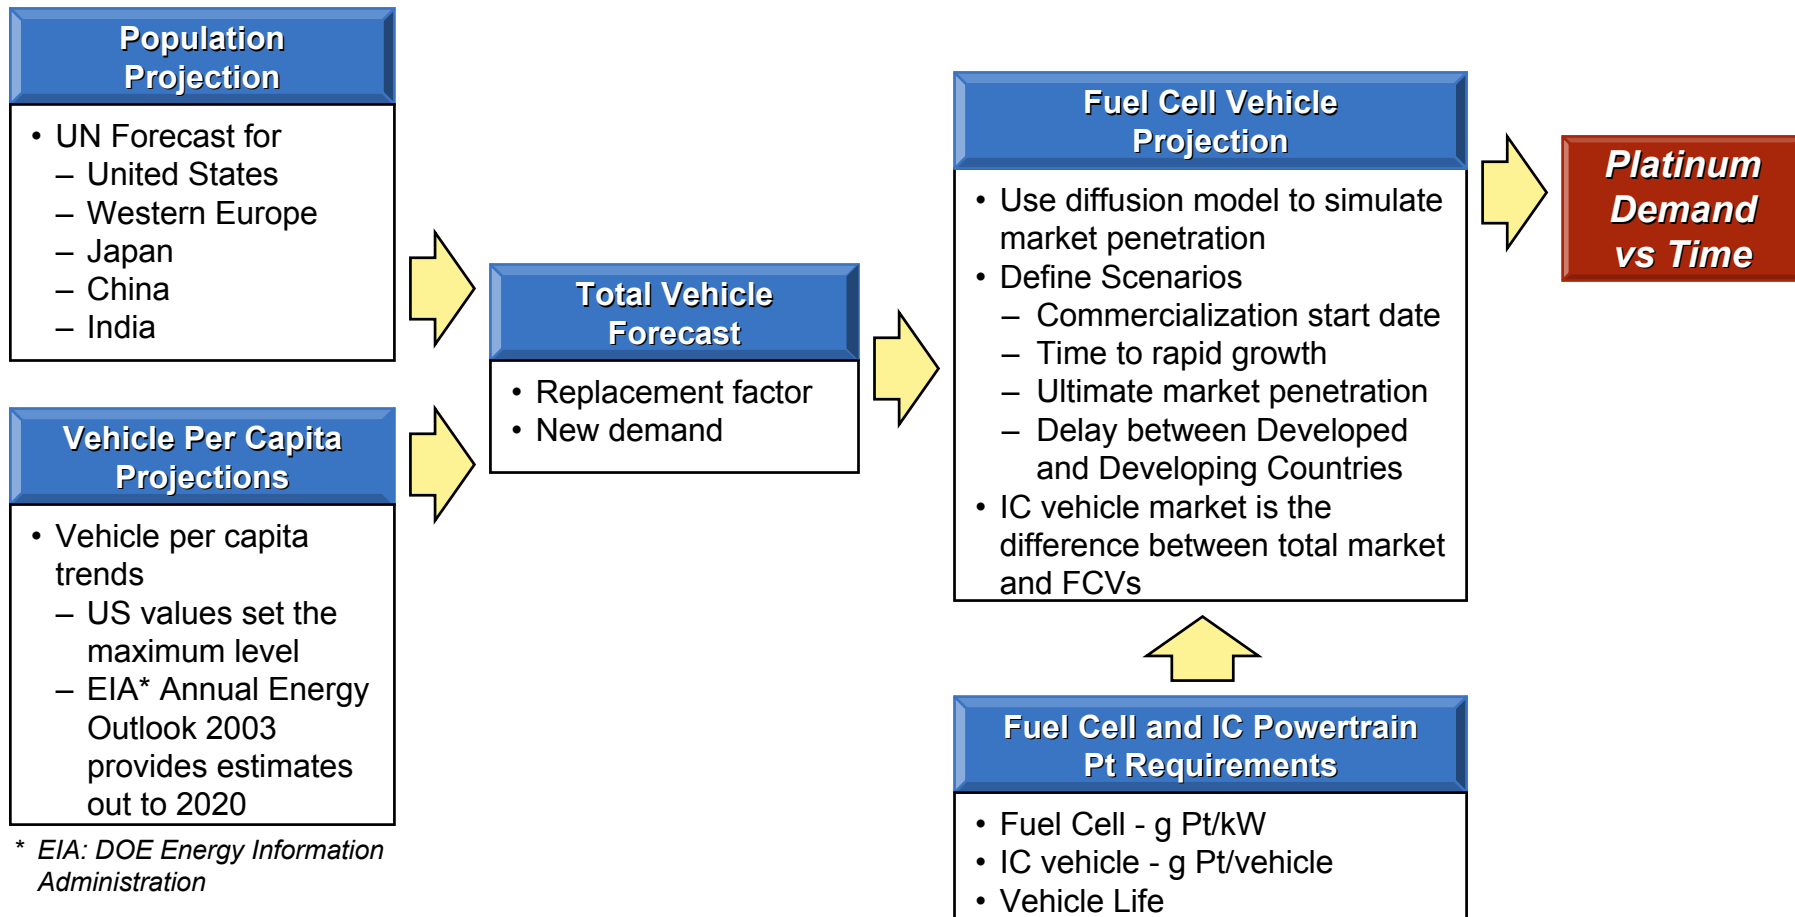 Population
Projection
• UN Forecast for
– United States
– Western Europe
– Japan
– China
– India
Vehicle Per Capita
Projections
• Vehicle per capita
trends
– US values set the
maximum level
– EIA* Annual Energy
Outlook 2003
provides estimates
out to 2020
* EIA: DOE Energy Information
Administration
Total Vehicle
Forecast
• Replacement factor
• New demand
Fuel Cell Vehicle
Projection
• Use diffusion model to simulate
market penetration
• Define Scenarios
– Commercialization start date
– Time to rapid growth
– Ultimate market penetration
– Delay between Developed
and Developing Countries
• IC vehicle market is the
difference between total market
and FCVs
Fuel Cell and IC Powertrain
Pt Requirements
• Fuel Cell - g Pt/kW
• IC vehicle - g Pt/vehicle
• Vehicle Life
Platinum
Demand
vs Time